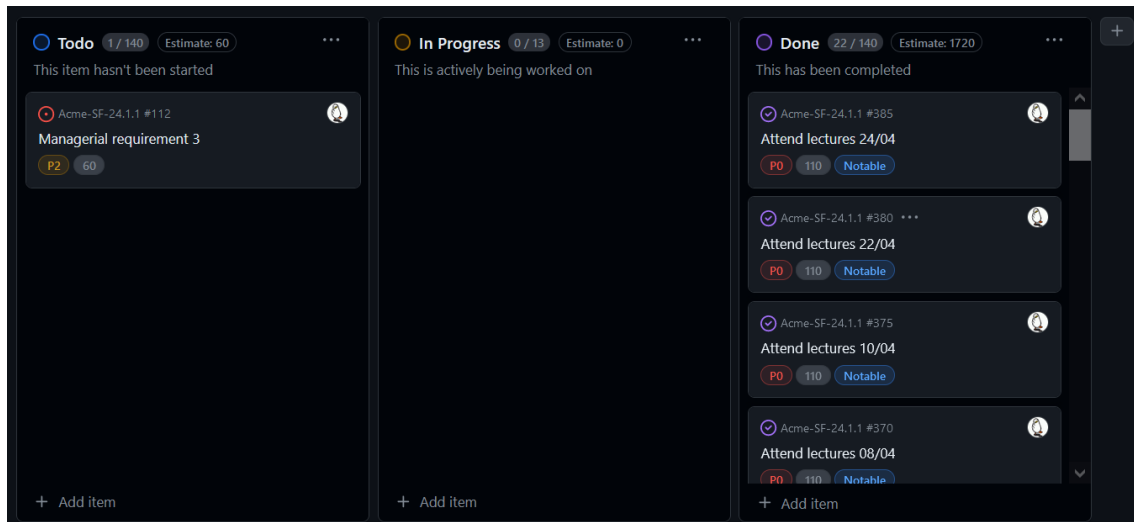 Todo 1 / 140 Estimate: 60
This item hasn't been started
Acme-SF-24.1.1 #112
Managerial requirement 3
P2 60
+ Add item
In Progress 0 / 13 Estimate: 0
This is actively being worked on
+ Add item
Done 22 / 140 Estimate: 1720
This has been completed
Acme-SF-24.1.1 #385
Attend lectures 24/04
P0 110 Notable
Acme-SF-24.1.1 #380
Attend lectures 22/04
P0 110 Notable
Acme-SF-24.1.1 #375
Attend lectures 10/04
P0 110 Notable
Acme-SF-24.1.1 #370
Attend lectures 08/04
P0 110 Notable
+ Add item